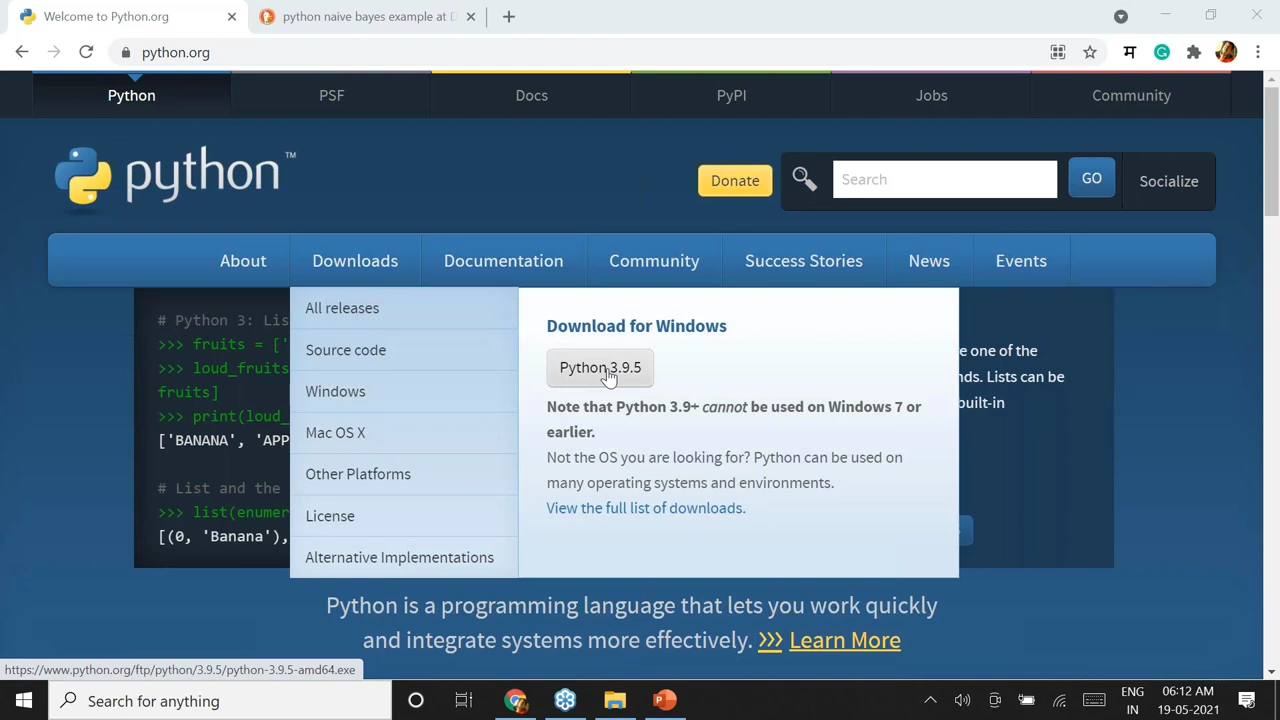 Welcome to Python.org
python naive bayes example at D
python.org
Python
PSF
Docs
PyPI
Jobs
Community
python™
Donate
Search
GO
Socialize
About
Downloads
Documentation
Community
Success Stories
News
Events
All releases
Source code
Windows
Mac OS X
Other Platforms
License
Alternative Implementations
Download for Windows
Python 3.9.5
Note that Python 3.9+ cannot be used on Windows 7 or
earlier.
Not the OS you are looking for? Python can be used on
many operating systems and environments.
View the full list of downloads.
# Python 3: Lis
>>> fruits = ['
>>> loud_fruits
fruits]
>>> print(loud_
['BANANA', 'APP
# List and the
>>> list(enumer
[(0, 'Banana'),
e one of the
nds. Lists can be
built-in
Python is a programming language that lets you work quickly
and integrate systems more effectively. >>> Learn More
https://www.python.org/ftp/python/3.9.5/python-3.9.5-amd64.exe
Search for anything
ENG
IN
06:12 AM
19-05-2021